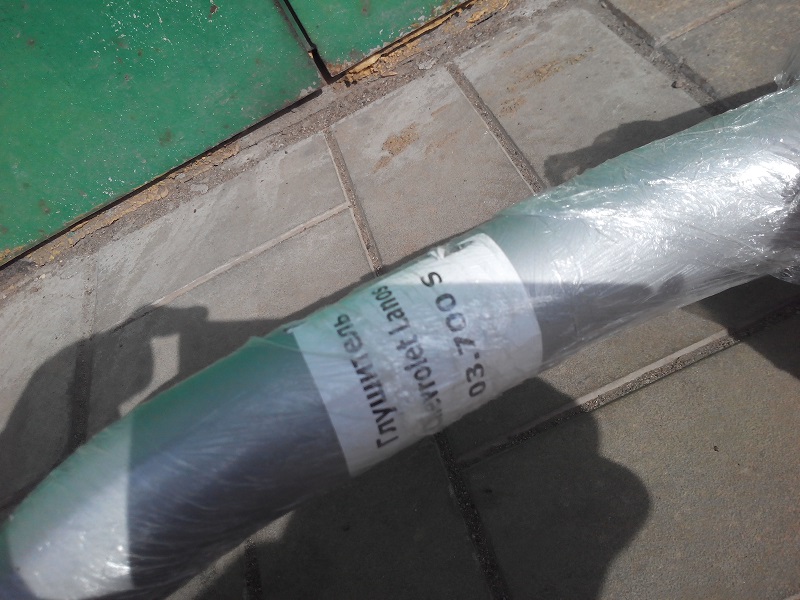 Глушитель
Chevrolet Lanos
03.700 S